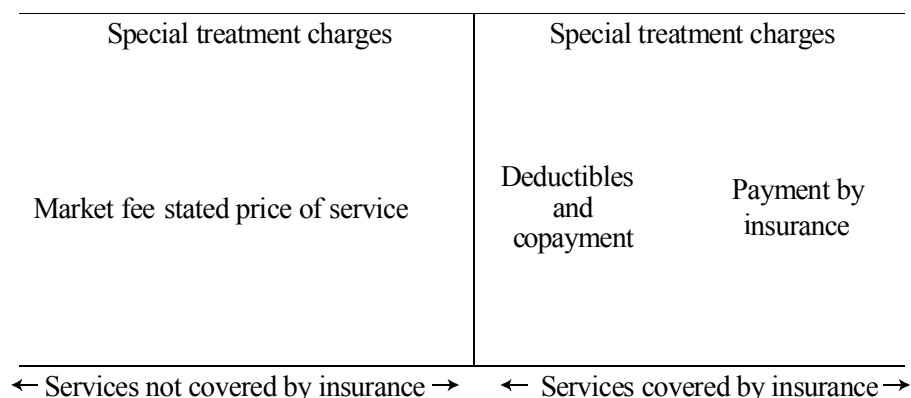 Special treatment charges
Special treatment charges
Market fee stated price of service
Deductibles
and
copayment
Payment by
insurance
← Services not covered by insurance →
← Services covered by insurance →